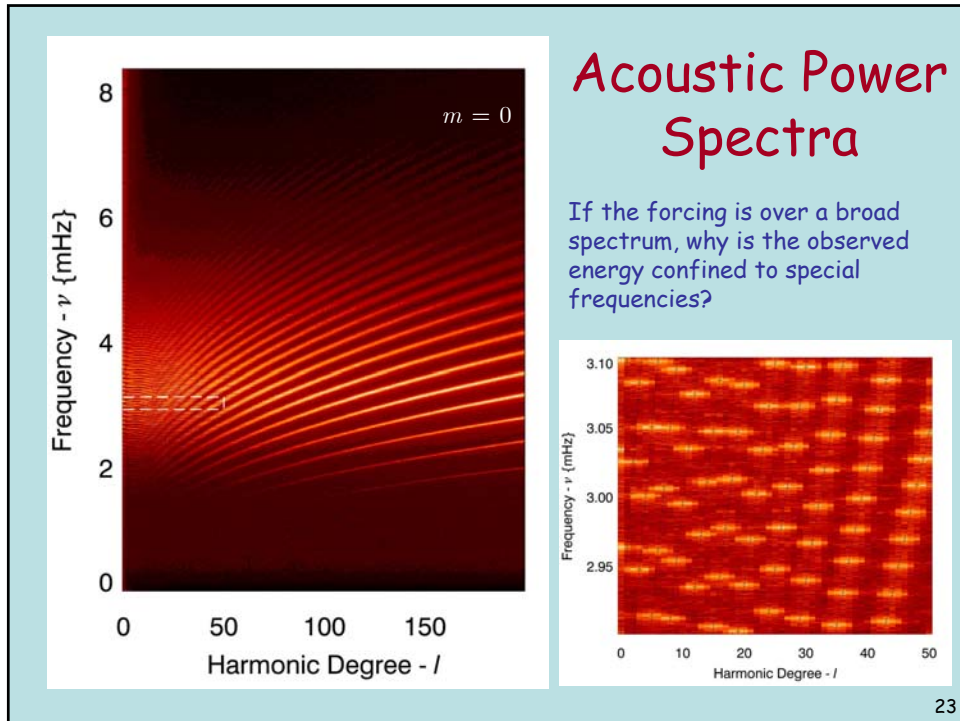 Acoustic Power
Spectra
If the forcing is over a broad
spectrum, why is the observed
energy confined to special
frequencies?
m = 0
8
6
4
2
0
Frequency - ν {mHz}
0 50 100 150
Harmonic Degree - l
3.10
3.05
3.00
2.95
Frequency - ν {mHz}
0 10 20 30 40 50
Harmonic Degree - l
23